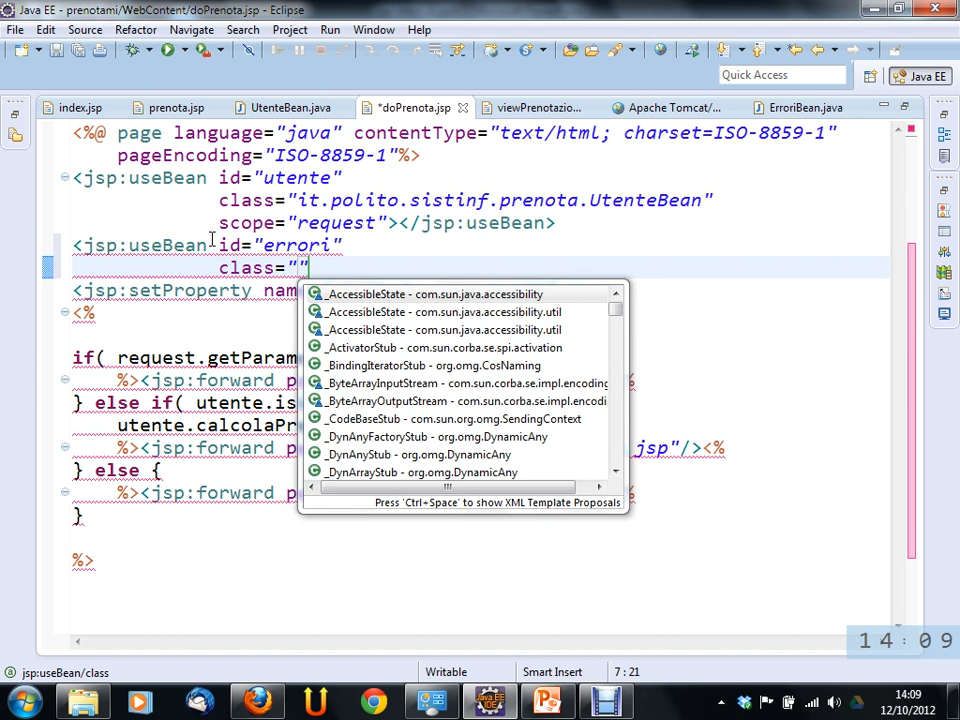 Java EE - prenotami/WebContent/doPrenota.jsp - Eclipse
File Edit Source Refactor Navigate Search Project Run Window Help
Quick Access
Java EE
index.jsp
prenota.jsp
UtenteBean.java
*doPrenota.jsp
viewPrenotazio...
Apache Tomcat/...
ErroriBean.java
<%@ page language="java" contentType="text/html; charset=ISO-8859-1"
pageEncoding="ISO-8859-1"%>
<jsp:useBean id="utente"
class="it.polito.sistinf.prenota.UtenteBean"
scope="request"></jsp:useBean>
<jsp:useBean id="errori"
class=""
<jsp:setProperty nam
<%
if( request.getParam
%><jsp:forward p
%
} else if( utente.is
utente.calcolaPr
%><jsp:forward p
.jsp"/><%
} else {
%><jsp:forward p
%
}
%>
_AccessibleState - com.sun.java.accessibility
_AccessibleState - com.sun.java.accessibility.util
_AccessibleState - com.sun.java.accessibility.util
_ActivatorStub - com.sun.corba.se.spi.activation
_BindingIteratorStub - org.omg.CosNaming
_ByteArrayInputStream - com.sun.corba.se.impl.encoding
_ByteArrayOutputStream - com.sun.corba.se.impl.encodi
_CodeBaseStub - com.sun.org.omg.SendingContext
_DynAnyFactoryStub - org.omg.DynamicAny
_DynAnyStub - org.omg.DynamicAny
_DynArrayStub - org.omg.DynamicAny
Press 'Ctrl+Space' to show XML Template Proposals
14:09
jsp:useBean/class
Writable
Smart Insert
7 : 21
Java EE
IDE
14:09
12/10/2012